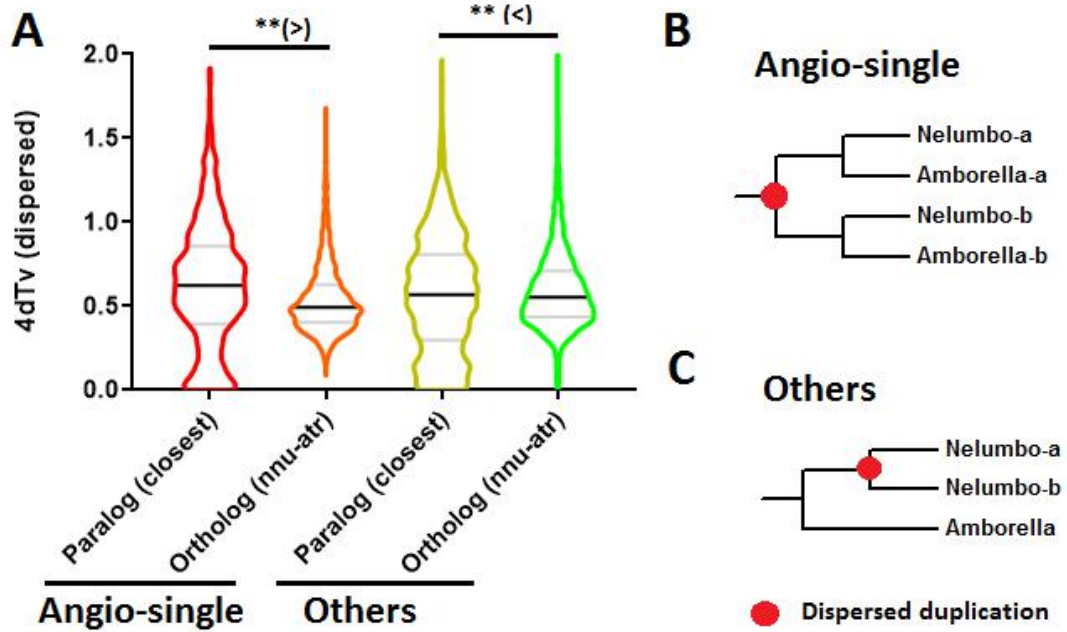 A
**(>)
** (<)
4dTv (dispersed)
2.0
1.5
1.0
0.5
0.0
Paralog (closest)
Ortholog (nnu-atr)
Paralog (closest)
Ortholog (nnu-atr)
Angio-single
Others
B
Angio-single
Nelumbo-a
Amborella-a
Nelumbo-b
Amborella-b
C
Others
Nelumbo-a
Nelumbo-b
Amborella
Dispersed duplication